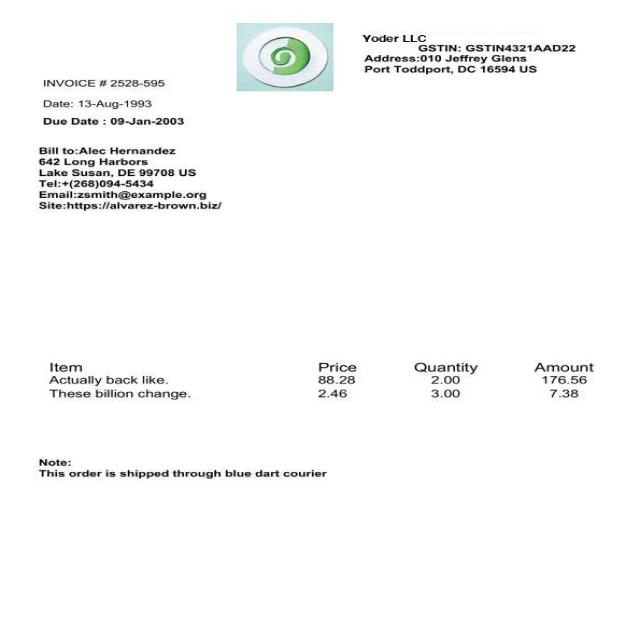 Yoder LLC
GSTIN: GSTIN4321AAD22
Address:010 Jeffrey Glens
Port Toddport, DC 16594 US
INVOICE # 2528-595
Date: 13-Aug-1993
Due Date : 09-Jan-2003
Bill to:Alec Hernandez
642 Long Harbors
Lake Susan, DE 99708 US
Tel:+(268)094-5434
Email:zsmith@example.org
Site:https://alvarez-brown.biz/
Item Price Quantity Amount
Actually back like. 88.28 2.00 176.56
These billion change. 2.46 3.00 7.38
Note:
This order is shipped through blue dart courier